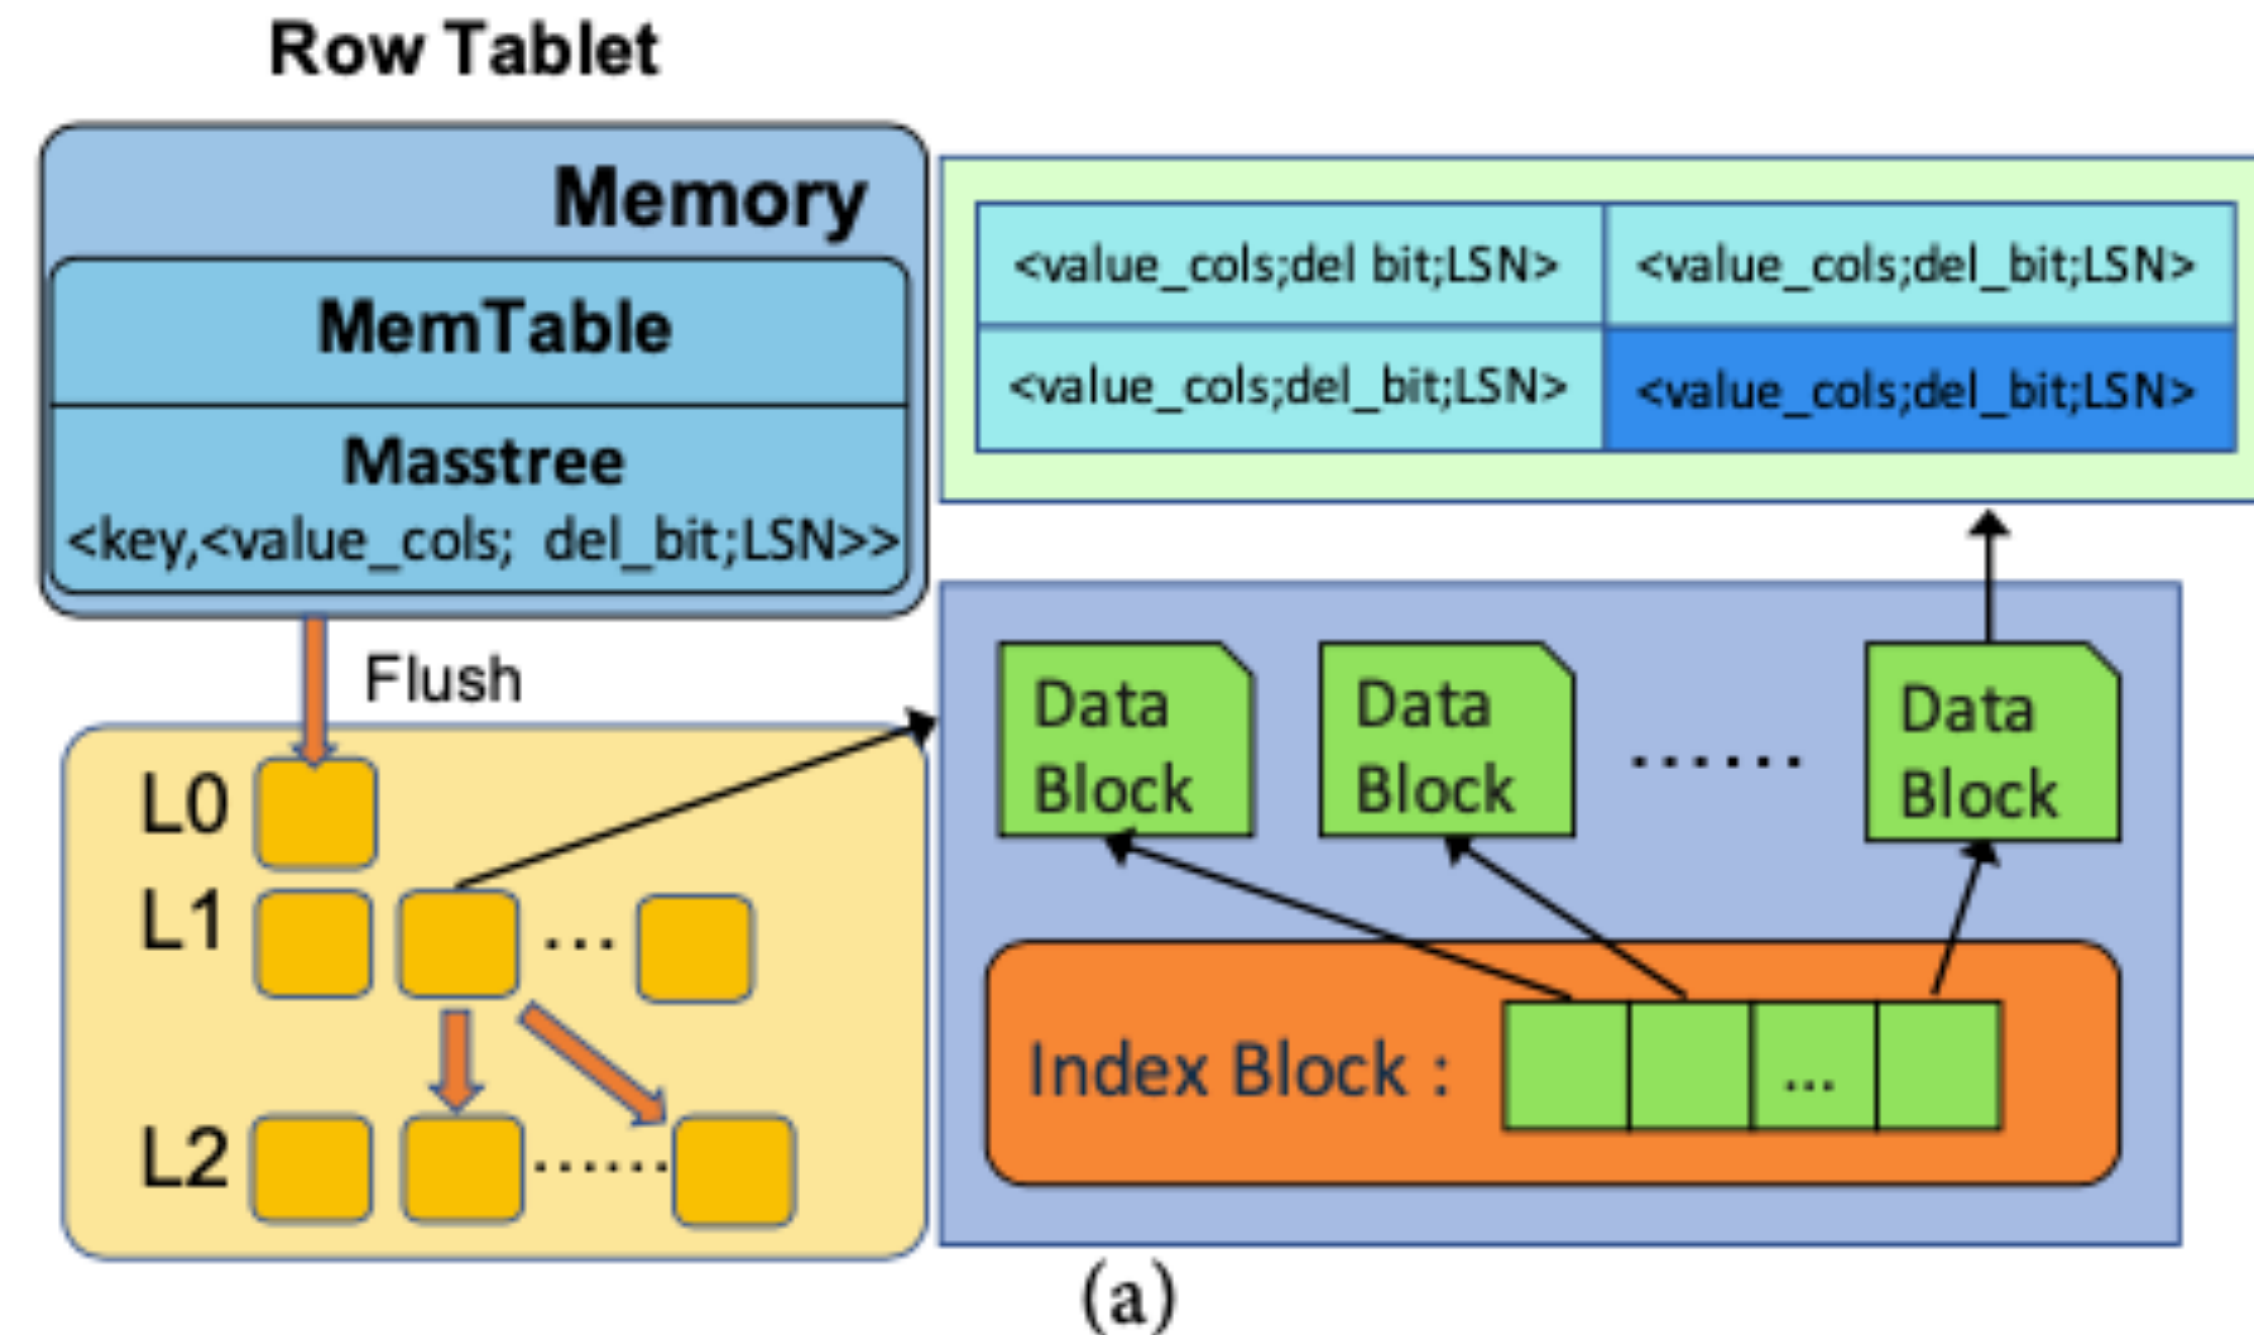 Row Tablet
Memory
MemTable
Masstree
<key,<value_cols; del_bit;LSN>>
Flush
L0
L1
...
L2
......
<value_cols;del bit;LSN> <value_cols;del_bit;LSN>
<value_cols;del_bit;LSN> <value_cols;del_bit;LSN>
Data
Block
Data
Block
......
Data
Block
Index Block :
...
(a)